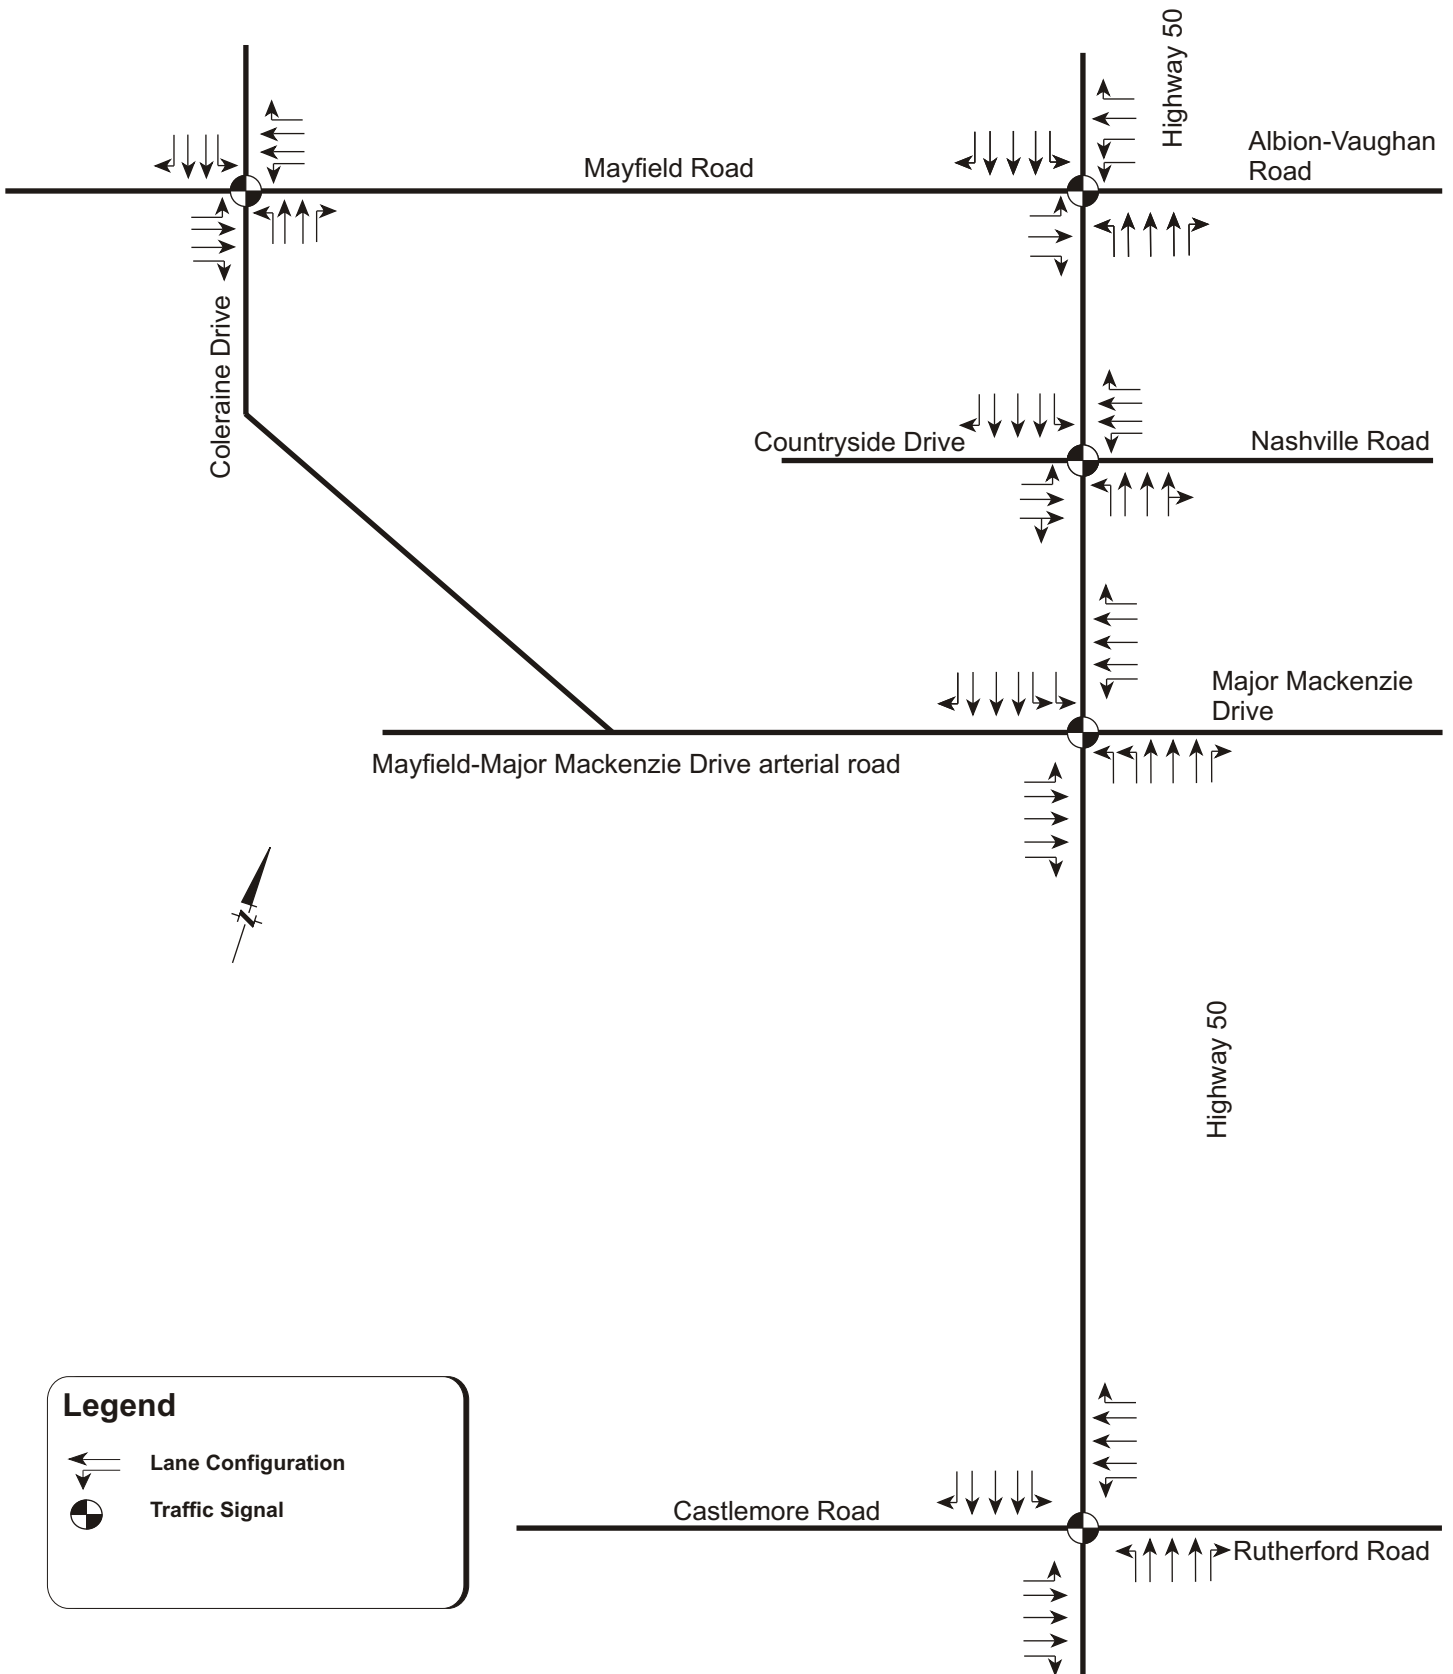 Highway 50
Albion-Vaughan
Road
Mayfield Road
Coleraine Drive
Countryside Drive
Nashville Road
Major Mackenzie
Drive
Mayfield-Major Mackenzie Drive arterial road
N
Highway 50
Legend
Lane Configuration
Traffic Signal
Castlemore Road
Rutherford Road